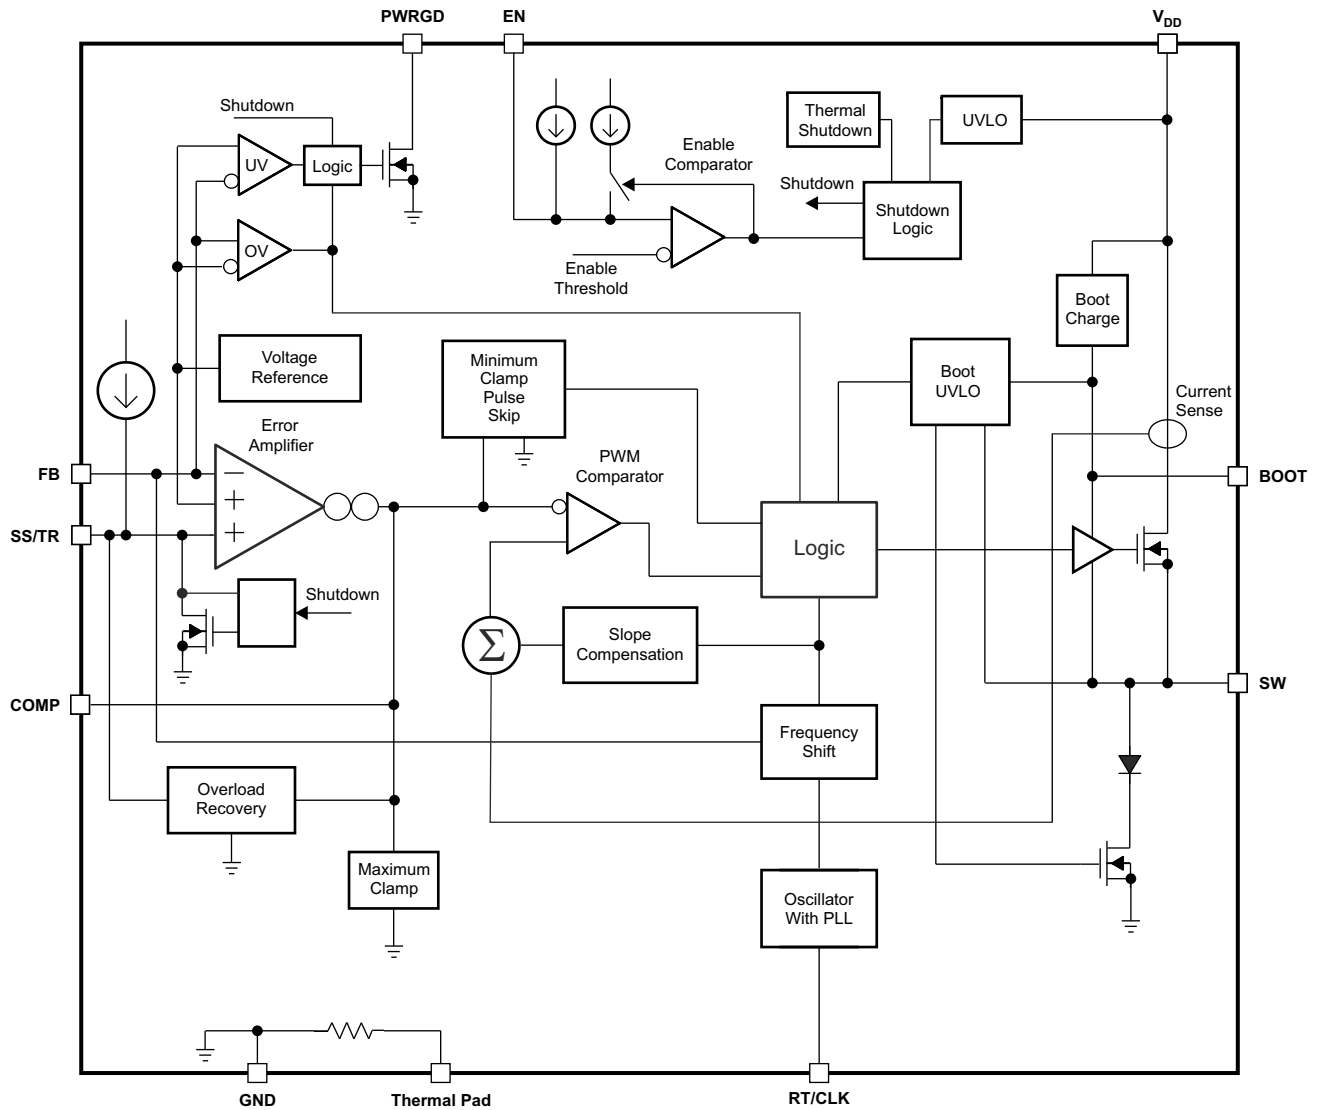 PWRGD
EN
VDD
Shutdown
UV
Logic
OV
Enable
Comparator
Enable
Threshold
Thermal
Shutdown
UVLO
Shutdown
Shutdown
Logic
Boot
Charge
Voltage
Reference
Minimum
Clamp
Pulse
Skip
Boot
UVLO
Current
Sense
Error
Amplifier
PWM
Comparator
FB
−
+
+
SS/TR
BOOT
Logic
Shutdown
Σ
Slope
Compensation
SW
COMP
Frequency
Shift
Overload
Recovery
Maximum
Clamp
Oscillator
With PLL
GND
Thermal Pad
RT/CLK